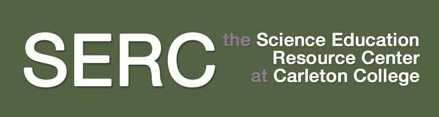 SERC
the Science Education
Resource Center
at Carleton College